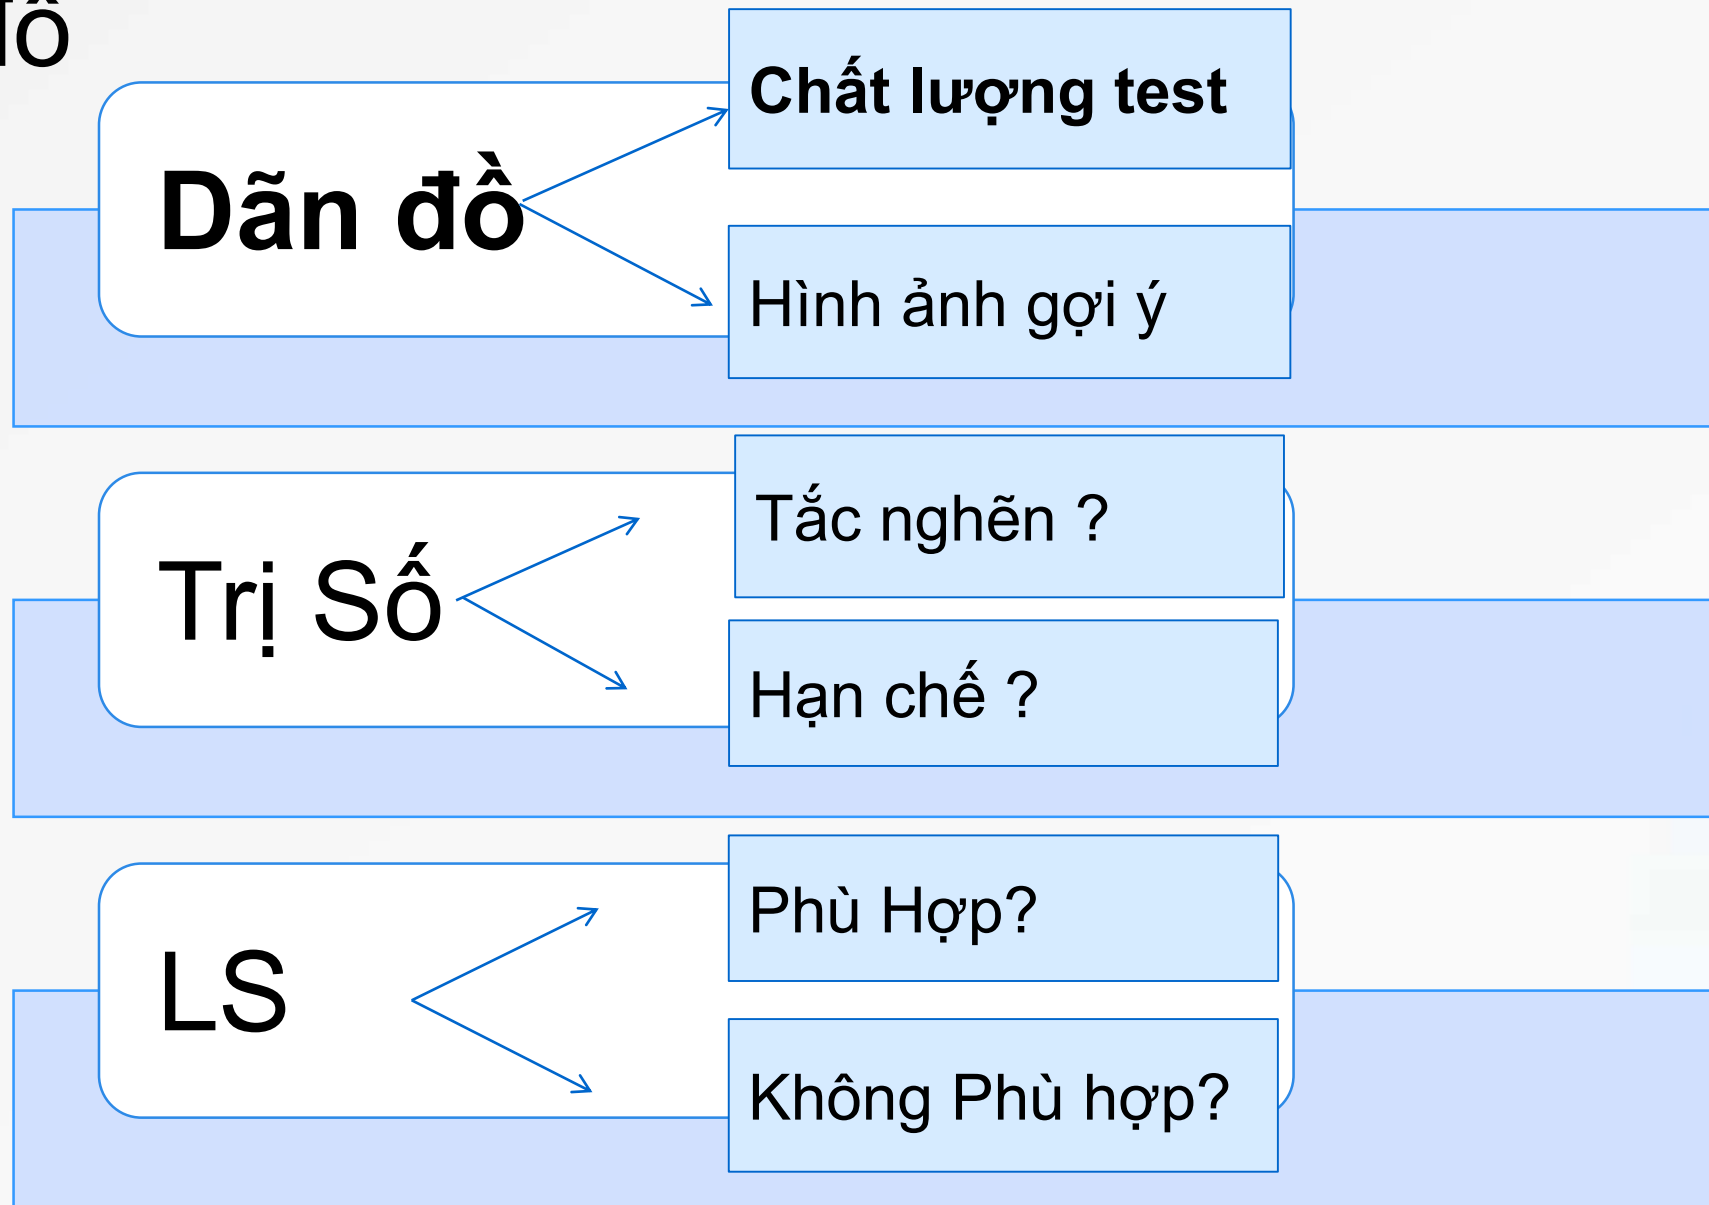 Dãn đồ
Chất lượng test
Hình ảnh gợi ý
Trị Số
Tắc nghẽn ?
Hạn chế ?
LS
Phù Hợp?
Không Phù hợp?